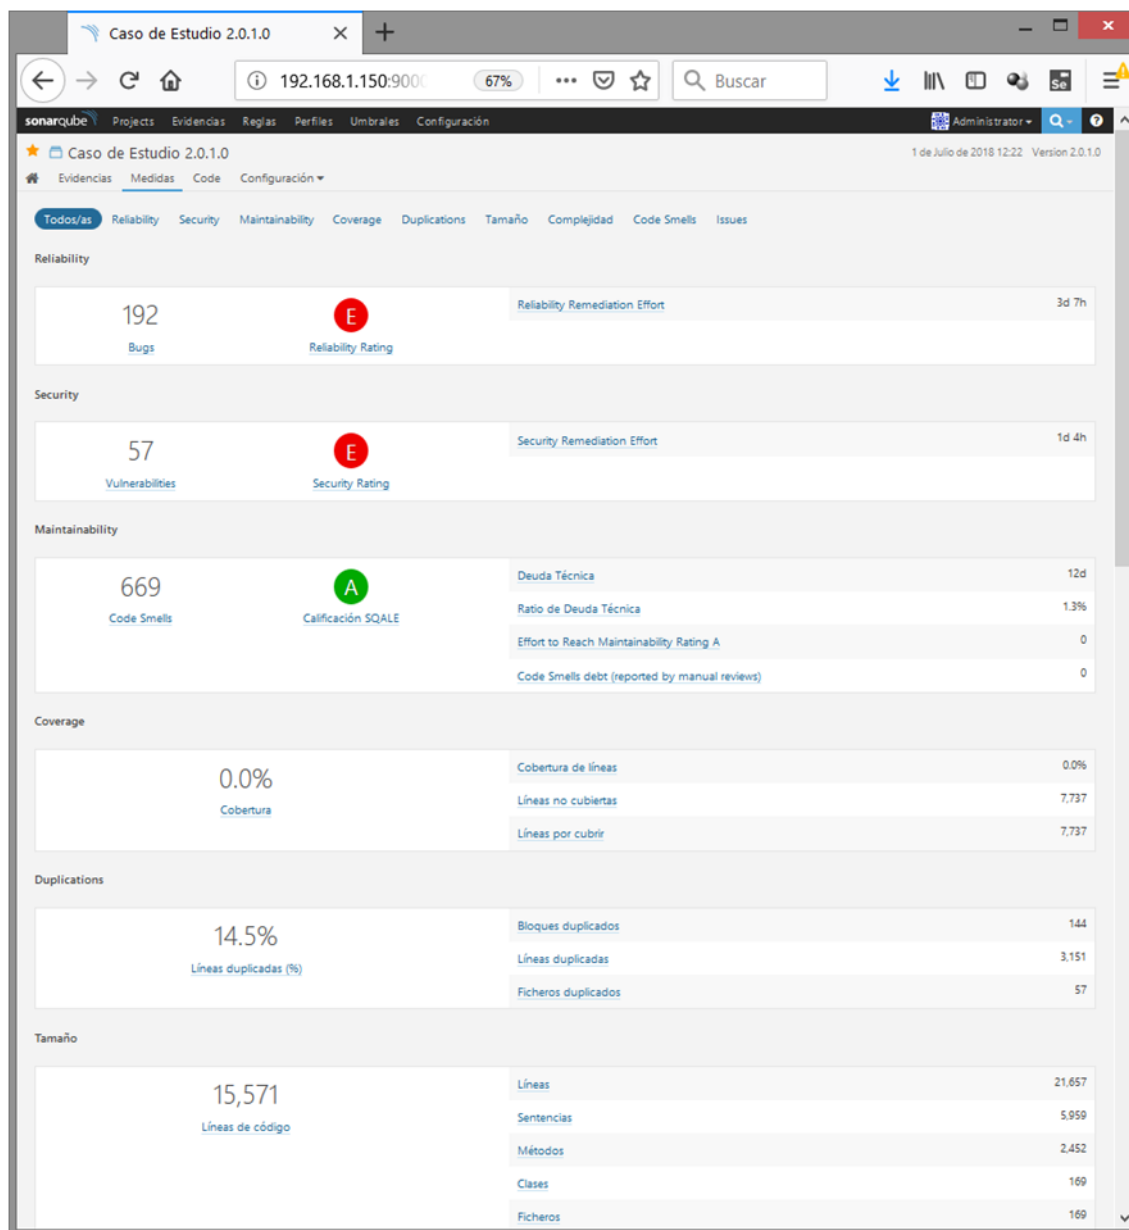 Caso de Estudio 2.0.1.0
192.168.1.150:900 67% Buscar
sonarqube Projects Evidencias Reglas Perfiles Umbrales Configuración Administrator
Caso de Estudio 2.0.1.0 1 de Julio de 2018 12:22 Version 2.0.1.0
Evidencias Medidas Code Configuración
Todos/as Reliability Security Maintainability Coverage Duplications Tamaño Complejidad Code Smells Issues
Reliability
192 E Reliability Remediation Effort 3d 7h
Bugs Reliability Rating
Security
57 E Security Remediation Effort 1d 4h
Vulnerabilities Security Rating
Maintainability
669 A Deuda Técnica 12d
Code Smells Calificación SQALE Ratio de Deuda Técnica 1.3%
Effort to Reach Maintainability Rating A 0
Code Smells debt (reported by manual reviews) 0
Coverage
0.0% Cobertura de líneas 0.0%
Cobertura Líneas no cubiertas 7,737
Líneas por cubrir 7,737
Duplications
14.5% Bloques duplicados 144
Líneas duplicadas (%) Líneas duplicadas 3,151
Ficheros duplicados 57
Tamaño
15,571 Líneas 21,657
Líneas de código Sentencias 5,959
Métodos 2,452
Clases 169
Ficheros 169